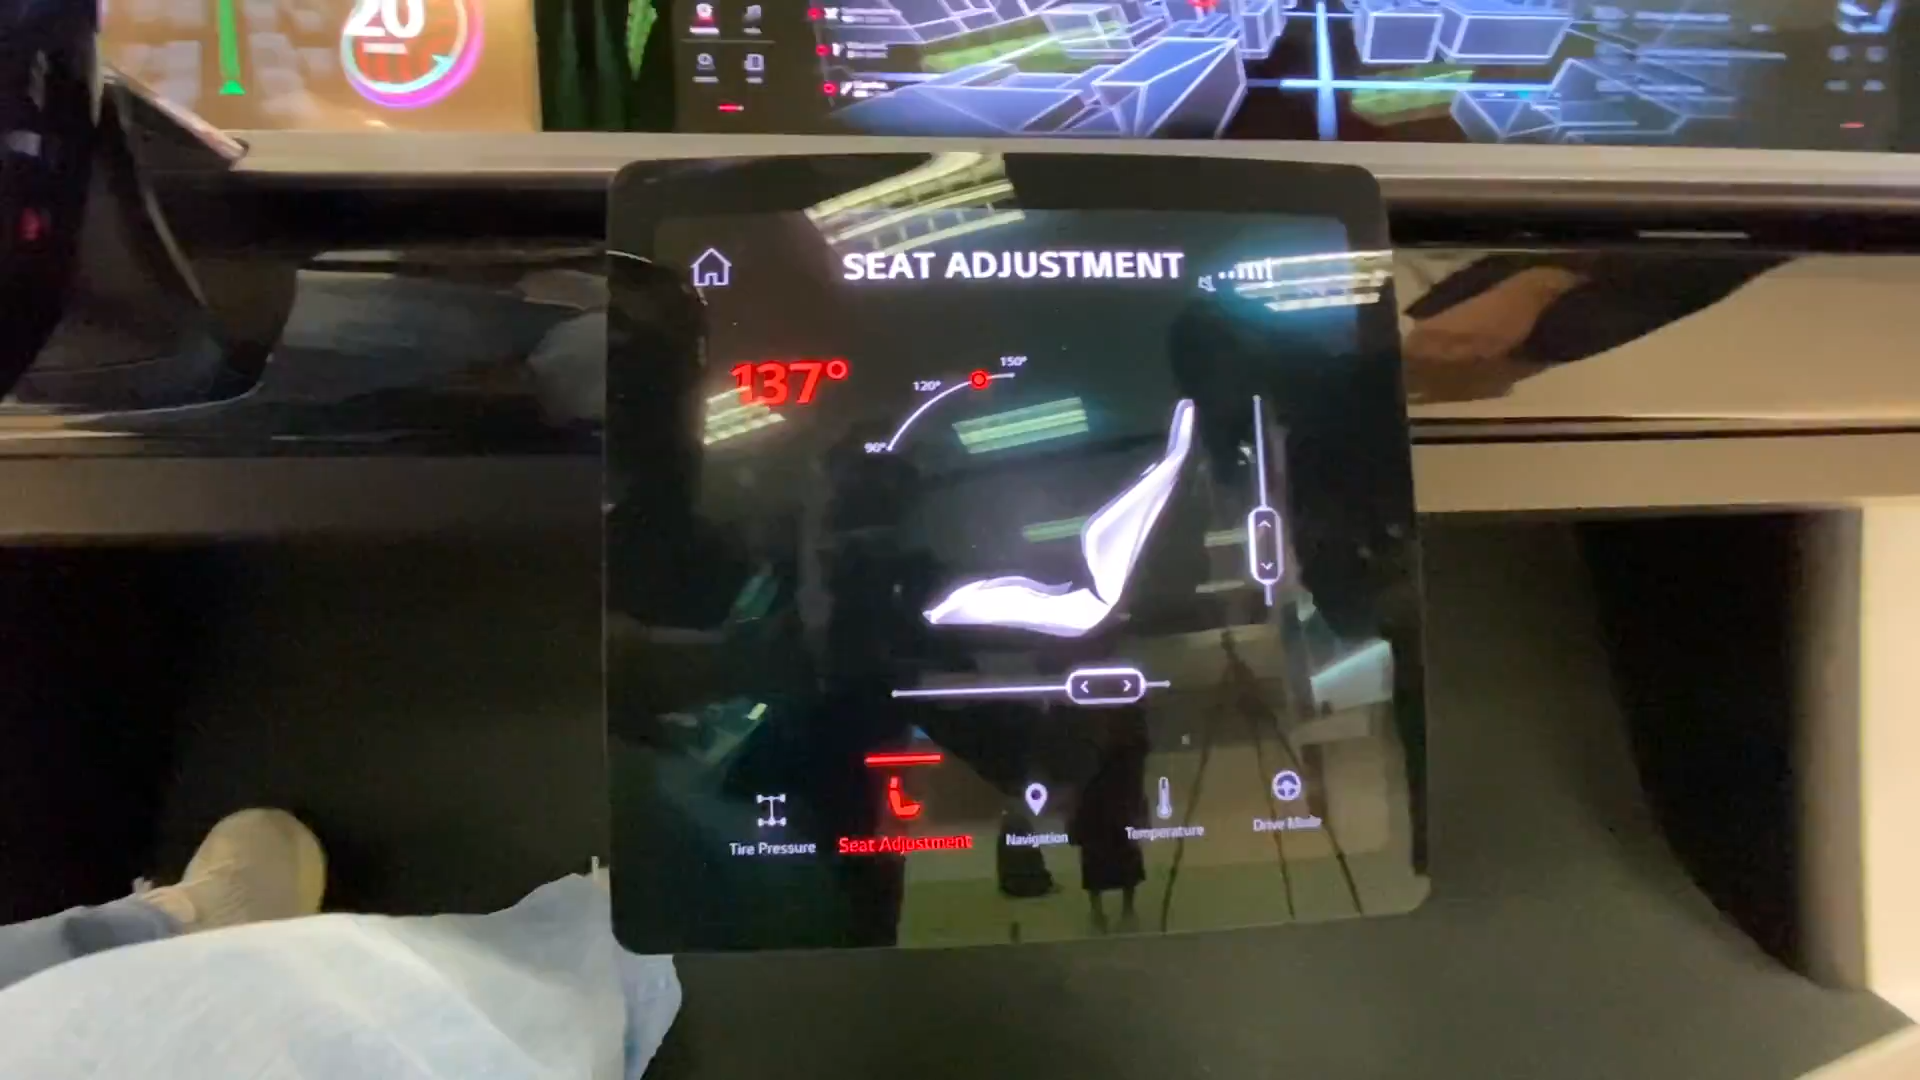 20
SEAT ADJUSTMENT
137°
150°
120°
90°
Tire Pressure
Seat Adjustment
Navigation
Temperature
Drive Mode